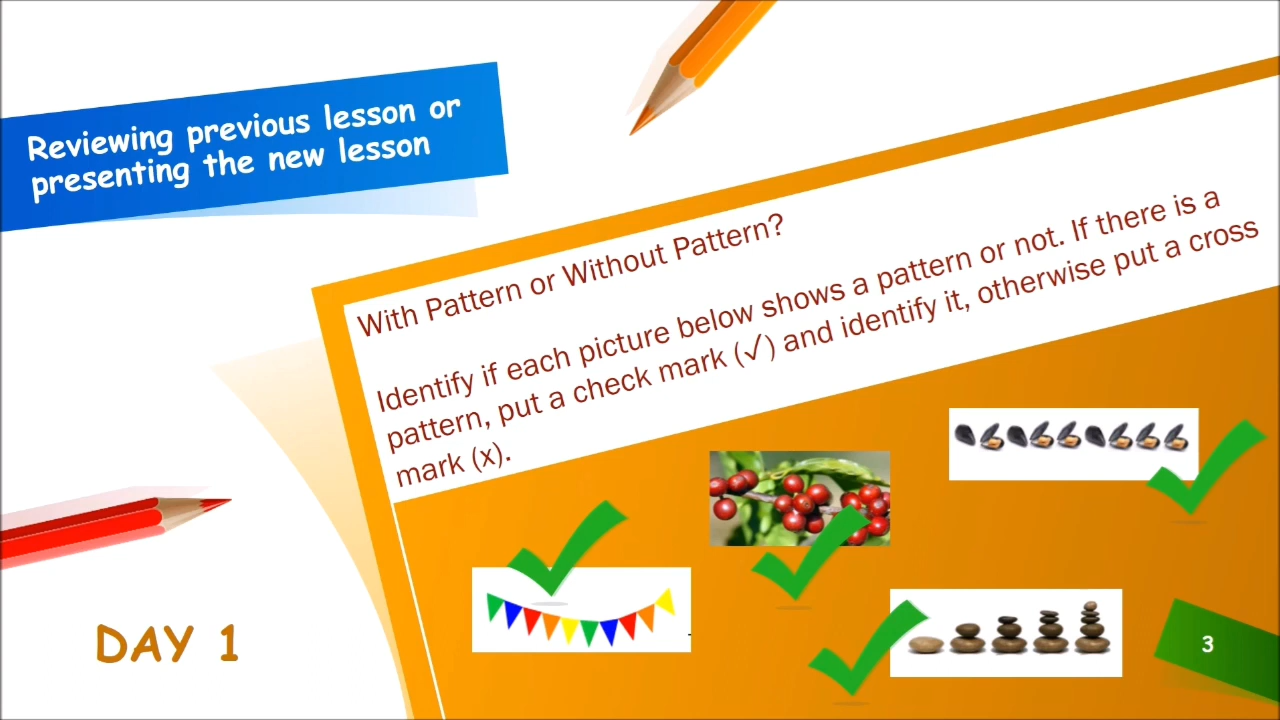 Reviewing previous lesson or
presenting the new lesson
With Pattern or Without Pattern?
Identify if each picture below shows a pattern or not. If there is a
pattern, put a check mark (√) and identify it, otherwise put a cross
mark (x).
DAY 1
3